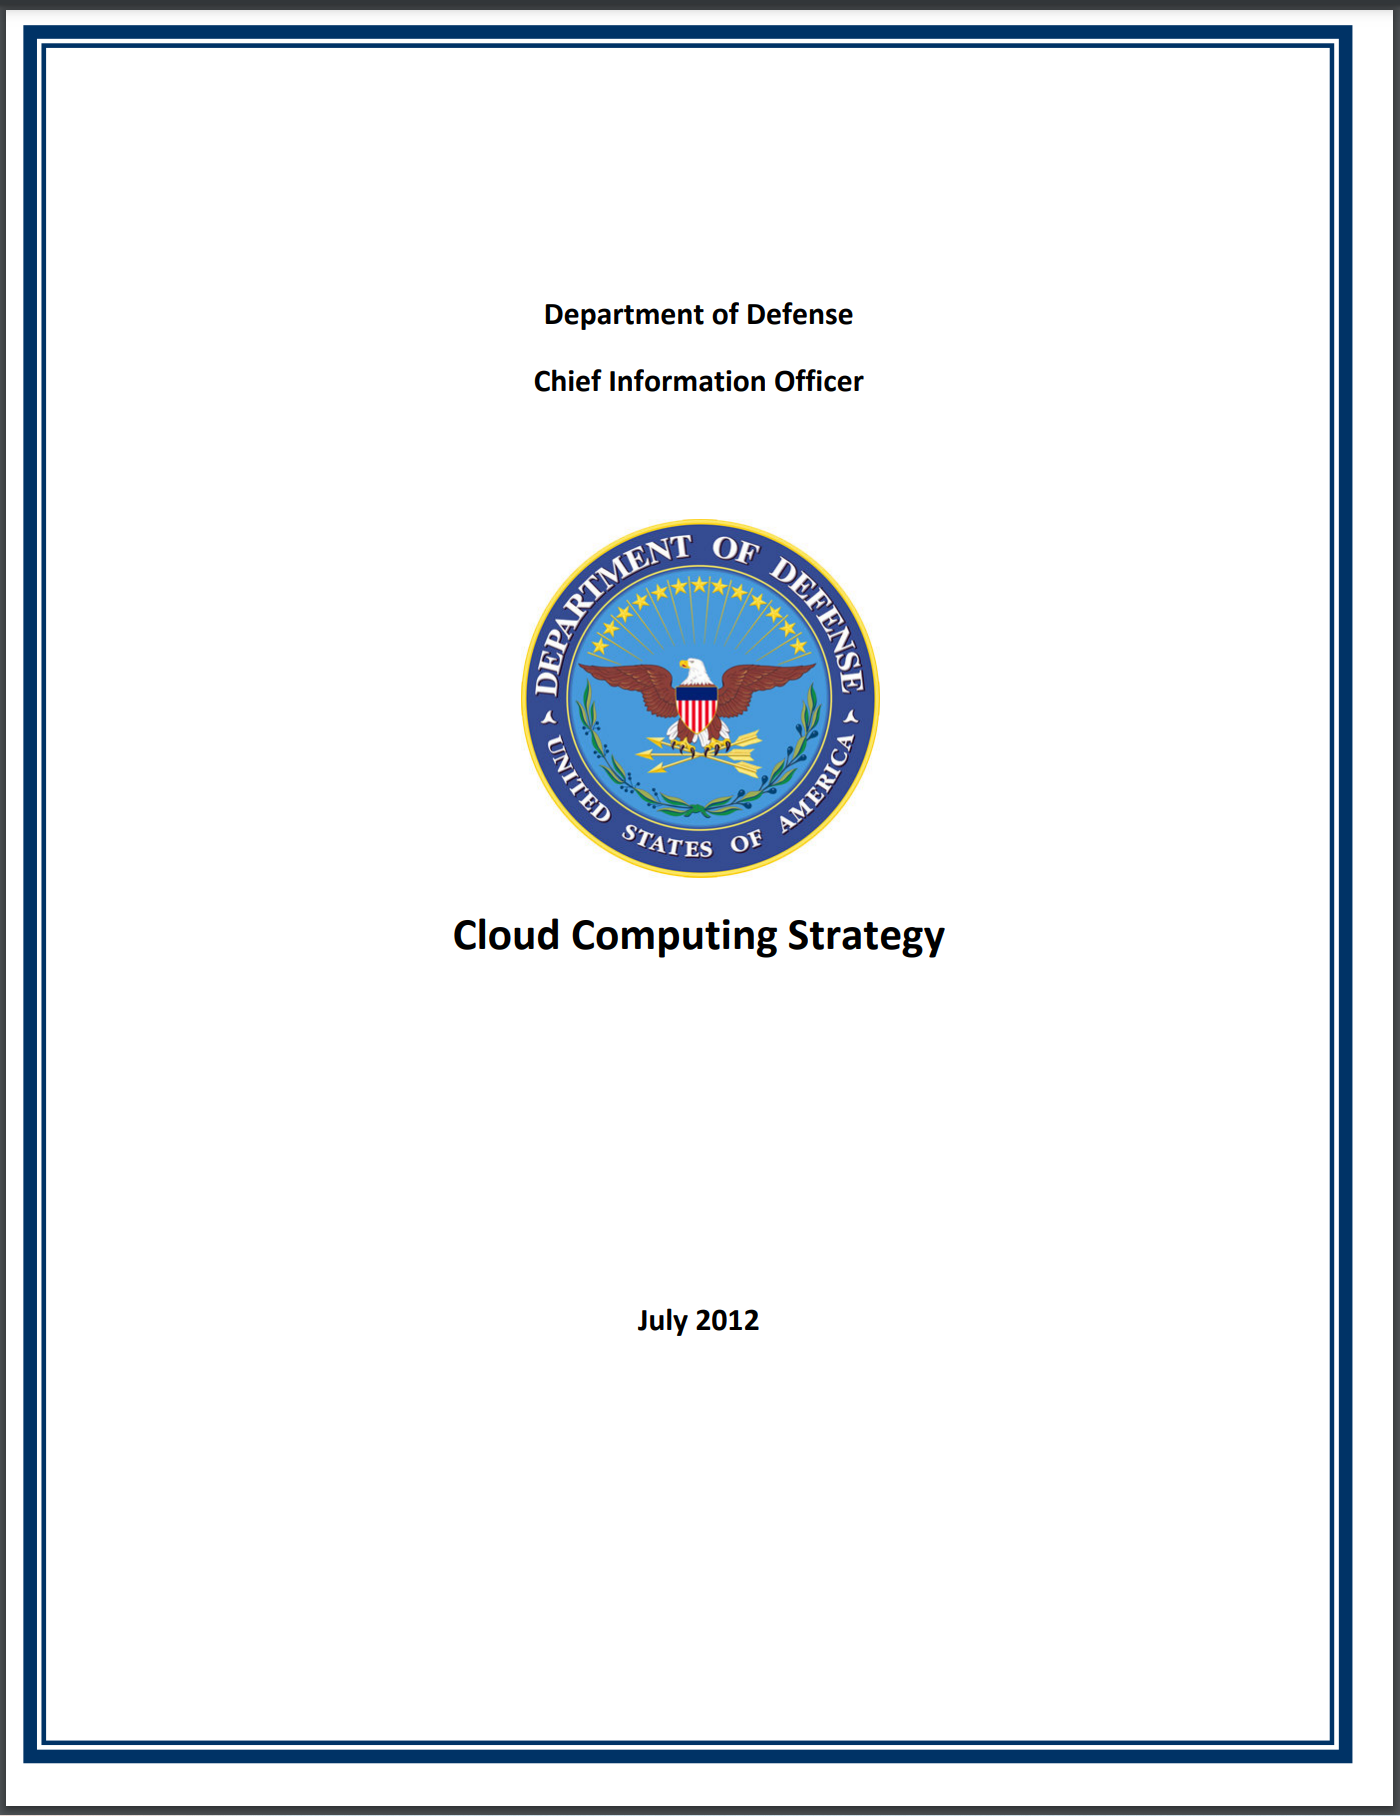 Department of Defense
Chief Information Officer
DEPARTMENT OF DEFENSE
UNITED STATES OF AMERICA
Cloud Computing Strategy
July 2012